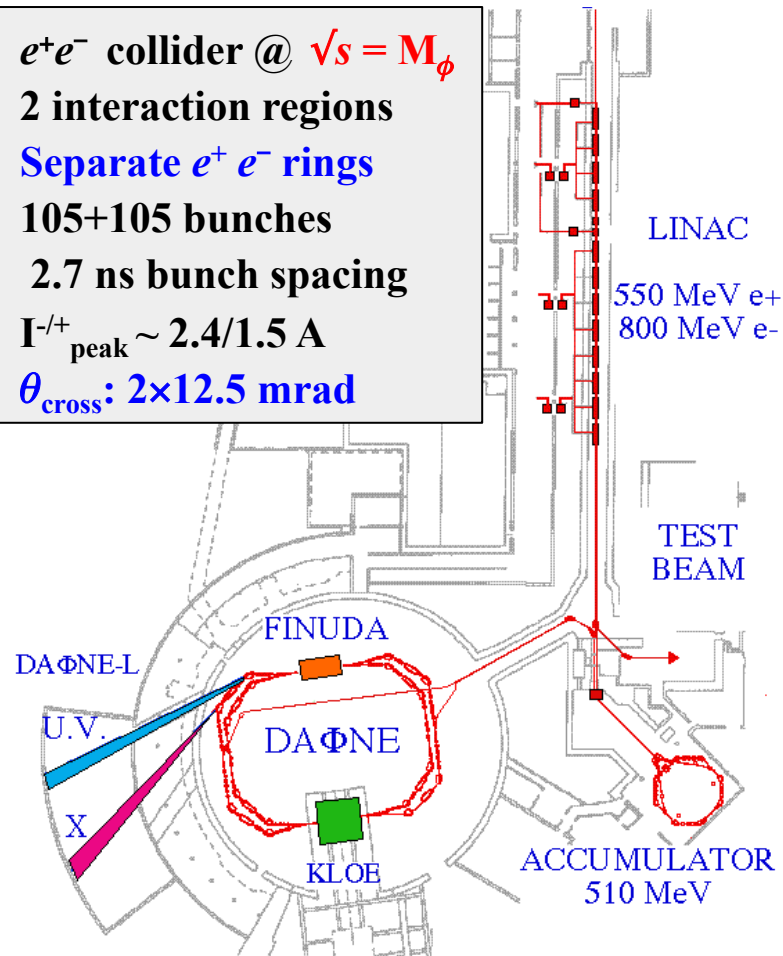 e⁺e⁻ collider @ √s = Mϕ
2 interaction regions
Separate e⁺ e⁻ rings
105+105 bunches
2.7 ns bunch spacing
I⁻/⁺peak ~ 2.4/1.5 A
θcross: 2×12.5 mrad
LINAC
550 MeV e+
800 MeV e-
TEST
BEAM
FINUDA
DAΦNE-L
U.V.
DAΦNE
X
KLOE
ACCUMULATOR
510 MeV